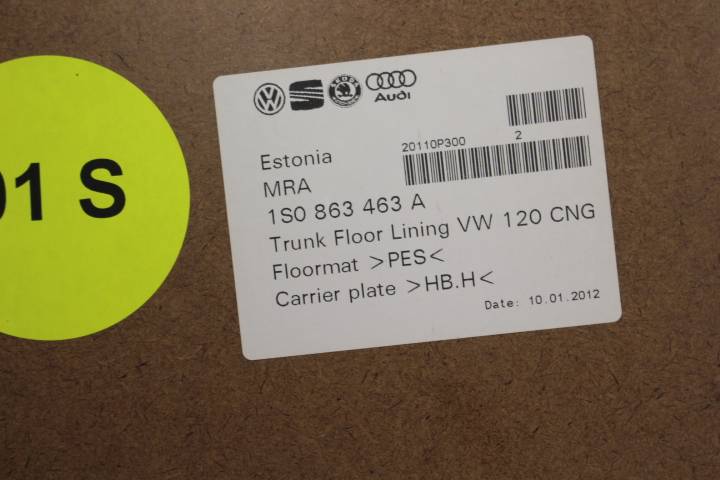 01 S
Audi
20110P300 2
Estonia
MRA
1S0 863 463 A
Trunk Floor Lining VW 120 CNG
Floormat >PES<
Carrier plate >HB.H<
Date: 10.01.2012